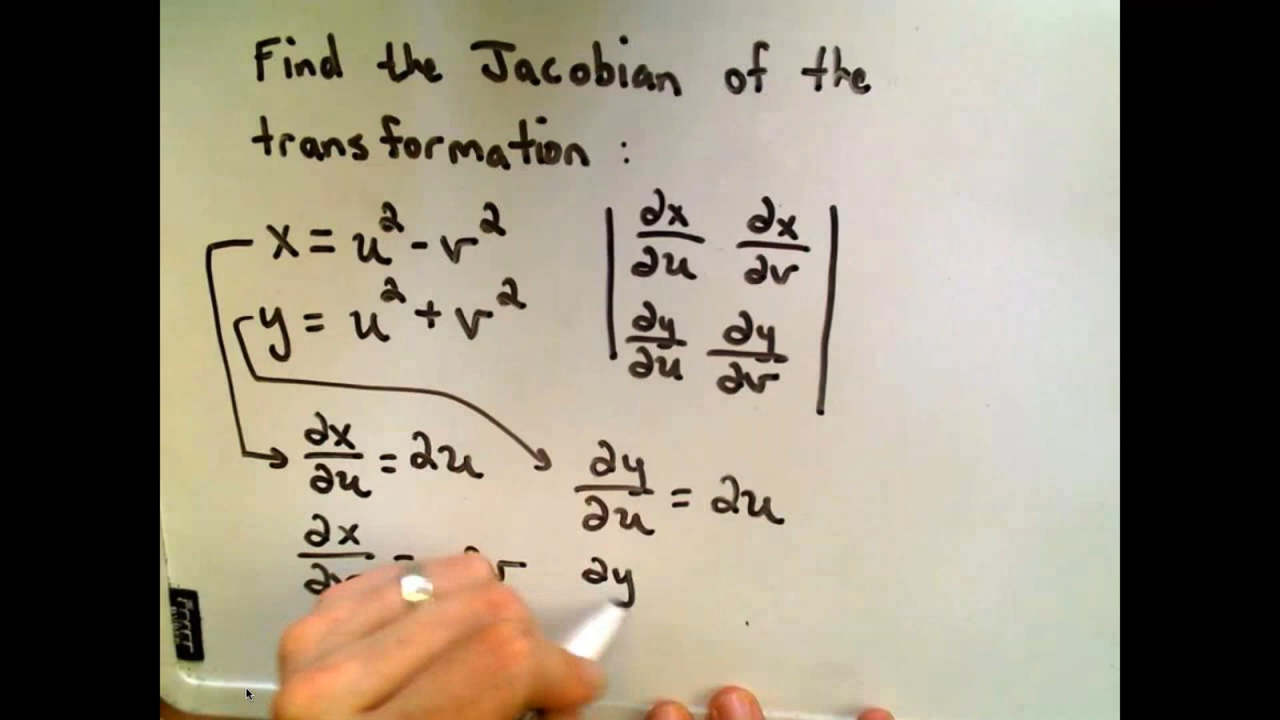 Find the Jacobian of the
transformation :
x = u² - v²
y = u² + v²
| ∂x/∂u ∂x/∂v |
| ∂y/∂u ∂y/∂v |
∂x/∂u = 2u
∂y/∂u = 2u
∂x
∂y